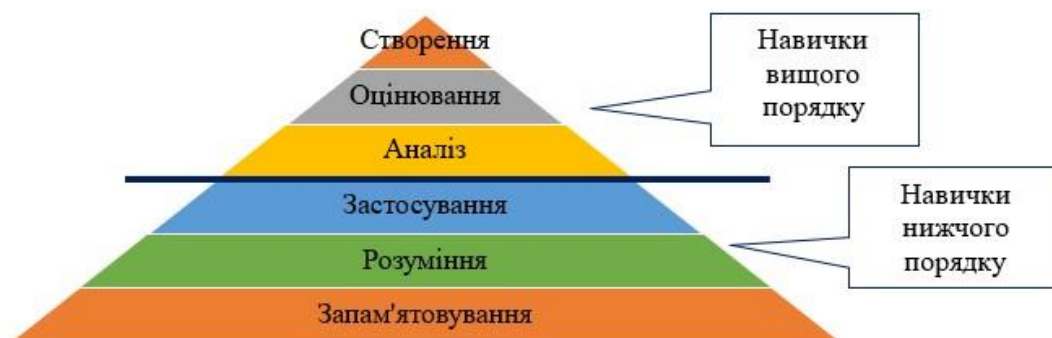 Створення
Оцінювання
Аналіз
Застосування
Розуміння
Запам'ятовування
Навички
вищого
порядку
Навички
нижчого
порядку